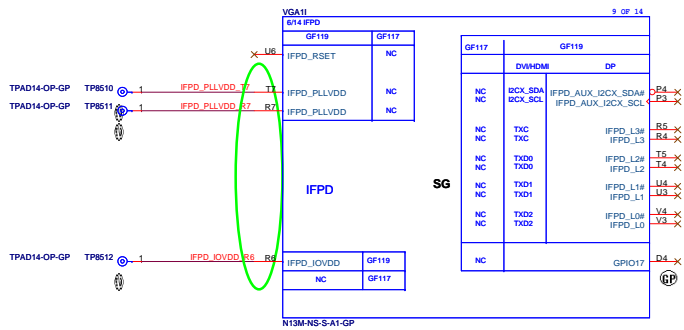 VGA1I 9 OF 14
6/14 IFPD
GF119 GF117
GF117 GF119
U6 IFPD_RSET NC
DVI/HDMI DP
TPAD14-OP-GP TP8510 1 IFPD_PLLVDD_T7 T7 IFPD_PLLVDD NC
TPAD14-OP-GP TP8511 1 IFPD_PLLVDD_R7 R7 IFPD_PLLVDD NC
NC I2CX_SDA IFPD_AUX_I2CX_SDA# P4
NC I2CX_SCL IFPD_AUX_I2CX_SCL P3
NC TXC IFPD_L3# R5
NC TXC IFPD_L3 R4
NC TXD0 IFPD_L2# T5
NC TXD0 IFPD_L2 T4
IFPD
SG
NC TXD1 IFPD_L1# U4
NC TXD1 IFPD_L1 U3
NC TXD2 IFPD_L0# V4
NC TXD2 IFPD_L0 V3
TPAD14-OP-GP TP8512 1 IFPD_IOVDD_R6 R6 IFPD_IOVDD GF119
NC GF117
NC GPIO17 D4
GP
N13M-NS-S-A1-GP